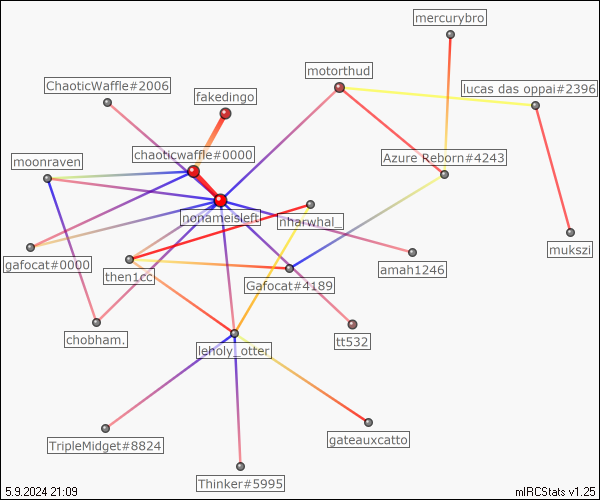 mercurybro
motorthud
ChaoticWaffle#2006
lucas das oppai#2396
fakedingo
chaoticwaffle#0000
Azure Reborn#4243
moonraven
nonameisleft
nharwhal_
mukszi
gafocat#0000
amah1246
then1cc
Gafocat#4189
chobham.
tt532
leholy_otter
gateauxcatto
TripleMidget#8824
Thinker#5995
5.9.2024 21:09
mIRCStats v1.25